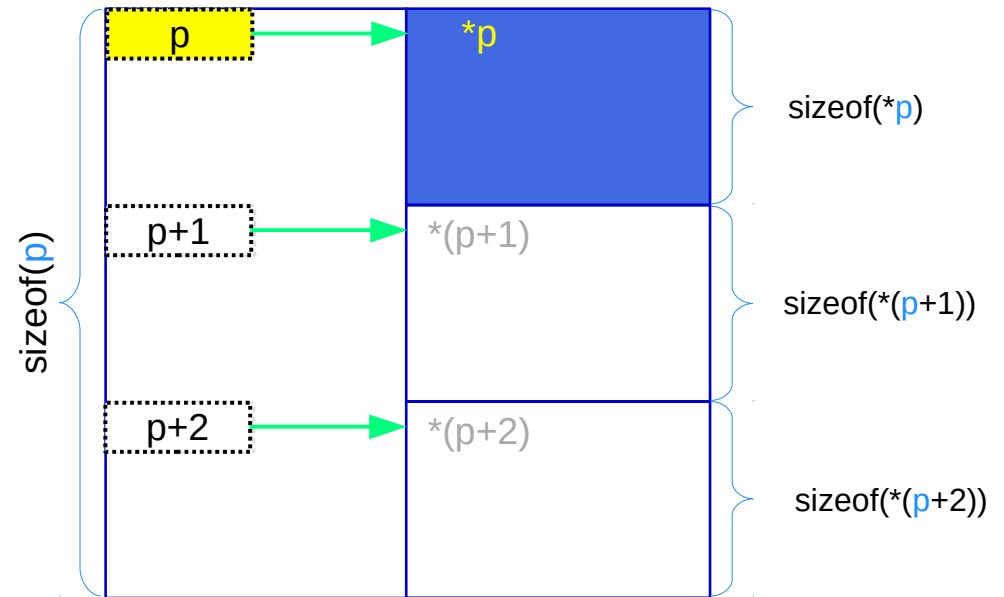 p
*p
sizeof(*p)
p+1
*(p+1)
sizeof(p)
sizeof(*(p+1))
p+2
*(p+2)
sizeof(*(p+2))